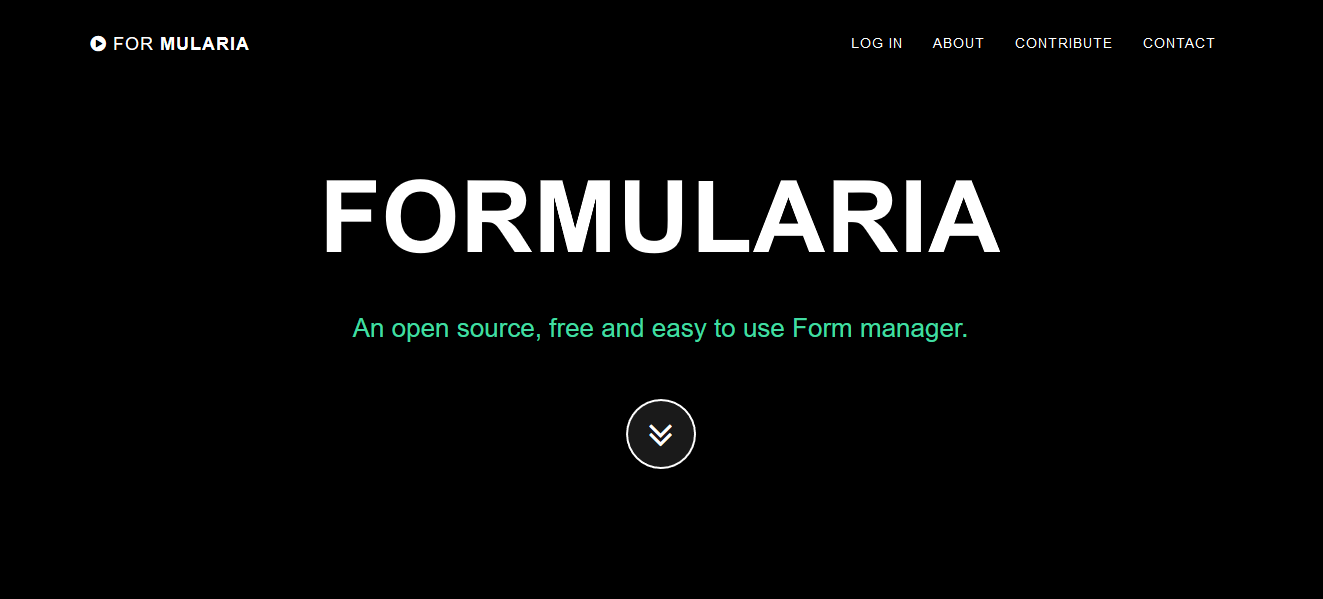 FOR MULARIA
LOG IN ABOUT CONTRIBUTE CONTACT
FORMULARIA
An open source, free and easy to use Form manager.